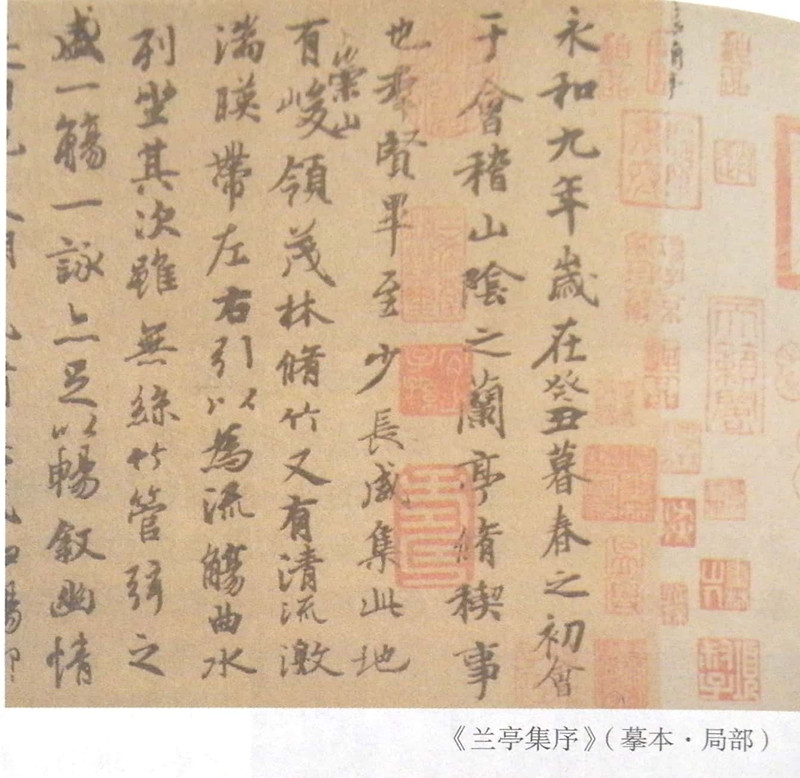 永和九年歲在癸丑暮春之初會
于會稽山陰之蘭亭脩稧事
也羣賢畢至少長咸集此地
有崇山峻領茂林脩竹又有清流激
湍暎帶左右引以為流觴曲水
列坐其次雖無絲竹管弦之
盛一觴一詠亦足以暢敘幽情
《兰亭集序》（摹本·局部）